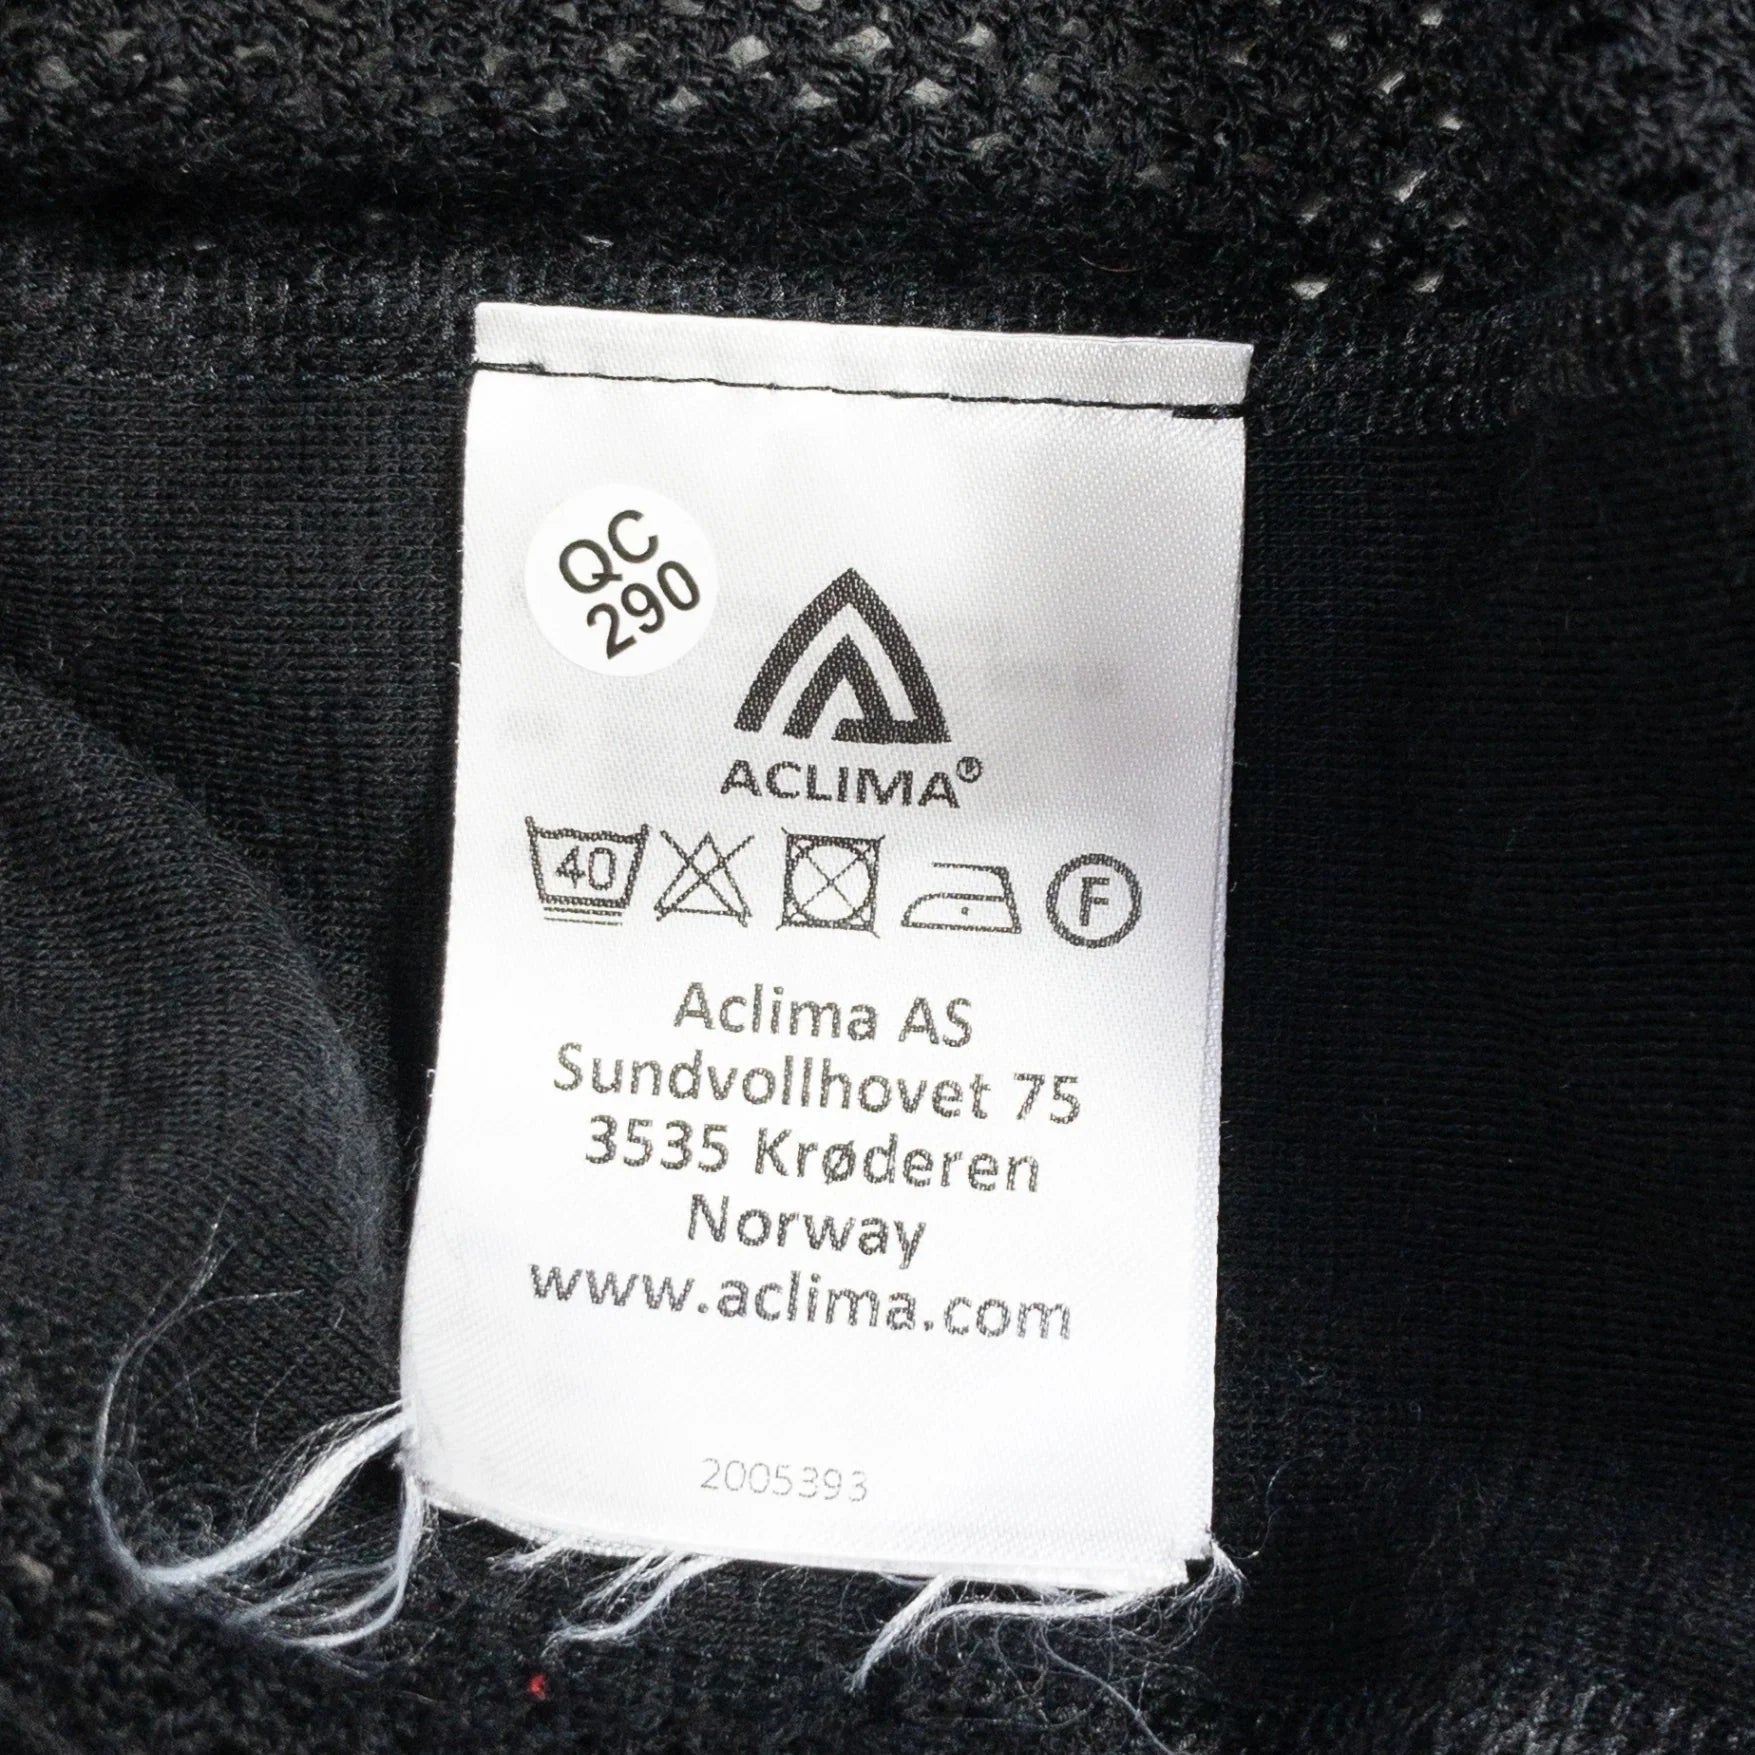 QC
290
ACLIMA®
40
F
Aclima AS
Sundvollhovet 75
3535 Krøderen
Norway
www.aclima.com
2005393